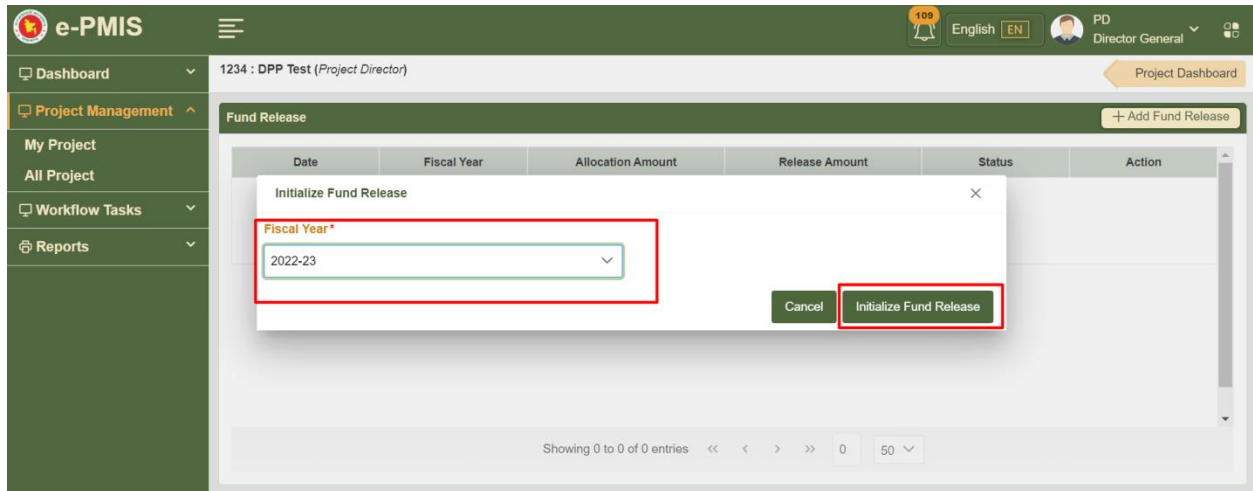 e-PMIS
109
English EN
PD
Director General
Dashboard
Project Management
My Project
All Project
Workflow Tasks
Reports
1234 : DPP Test (Project Director)
Project Dashboard
Fund Release
+ Add Fund Release
Date Fiscal Year Allocation Amount Release Amount Status Action
Initialize Fund Release
Fiscal Year*
2022-23
Cancel Initialize Fund Release
Showing 0 to 0 of 0 entries << < > >> 0 50